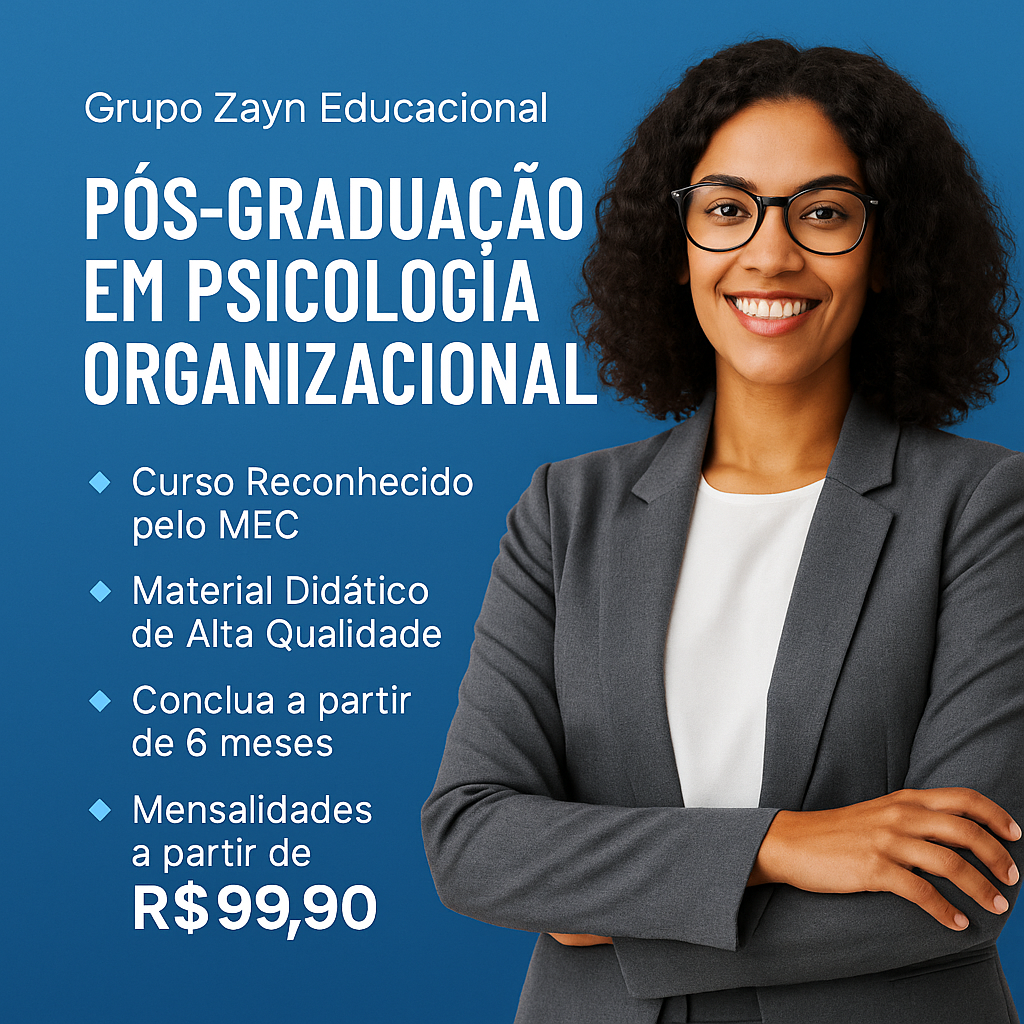 Grupo Zayn Educacional
PÓS-GRADUAÇÃO
EM PSICOLOGIA
ORGANIZACIONAL
Curso Reconhecido
pelo MEC
Material Didático
de Alta Qualidade
Conclua a partir
de 6 meses
Mensalidades
a partir de
R$99,90